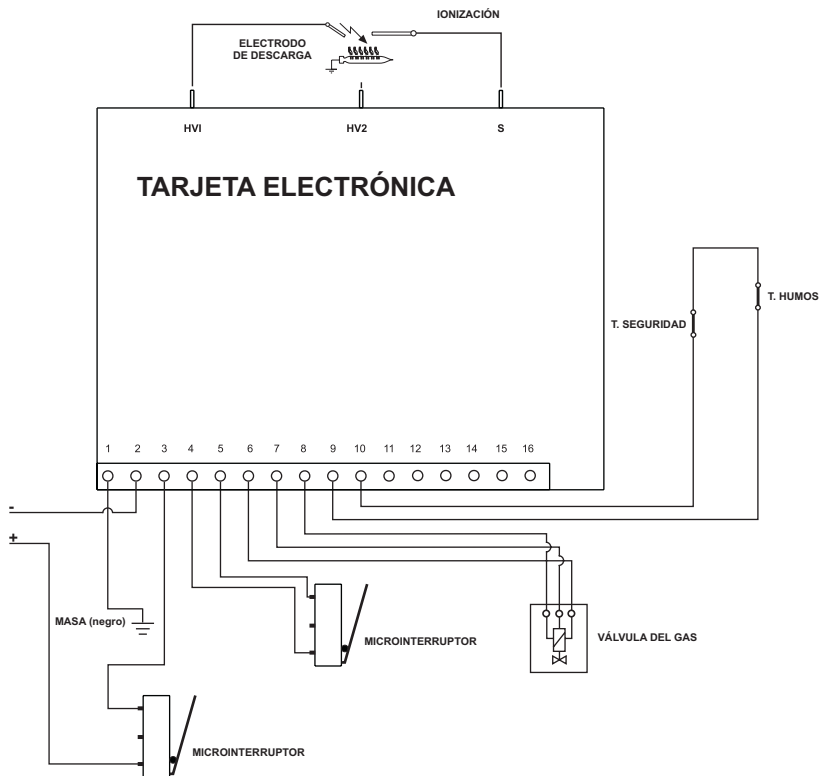 IONIZACIÓN
ELECTRODO
DE DESCARGA
HVI
HV2
S
TARJETA ELECTRÓNICA
T. HUMOS
T. SEGURIDAD
1 2 3 4 5 6 7 8 9 10 11 12 13 14 15 16
-
+
MASA (negro)
MICROINTERRUPTOR
VÁLVULA DEL GAS
MICROINTERRUPTOR